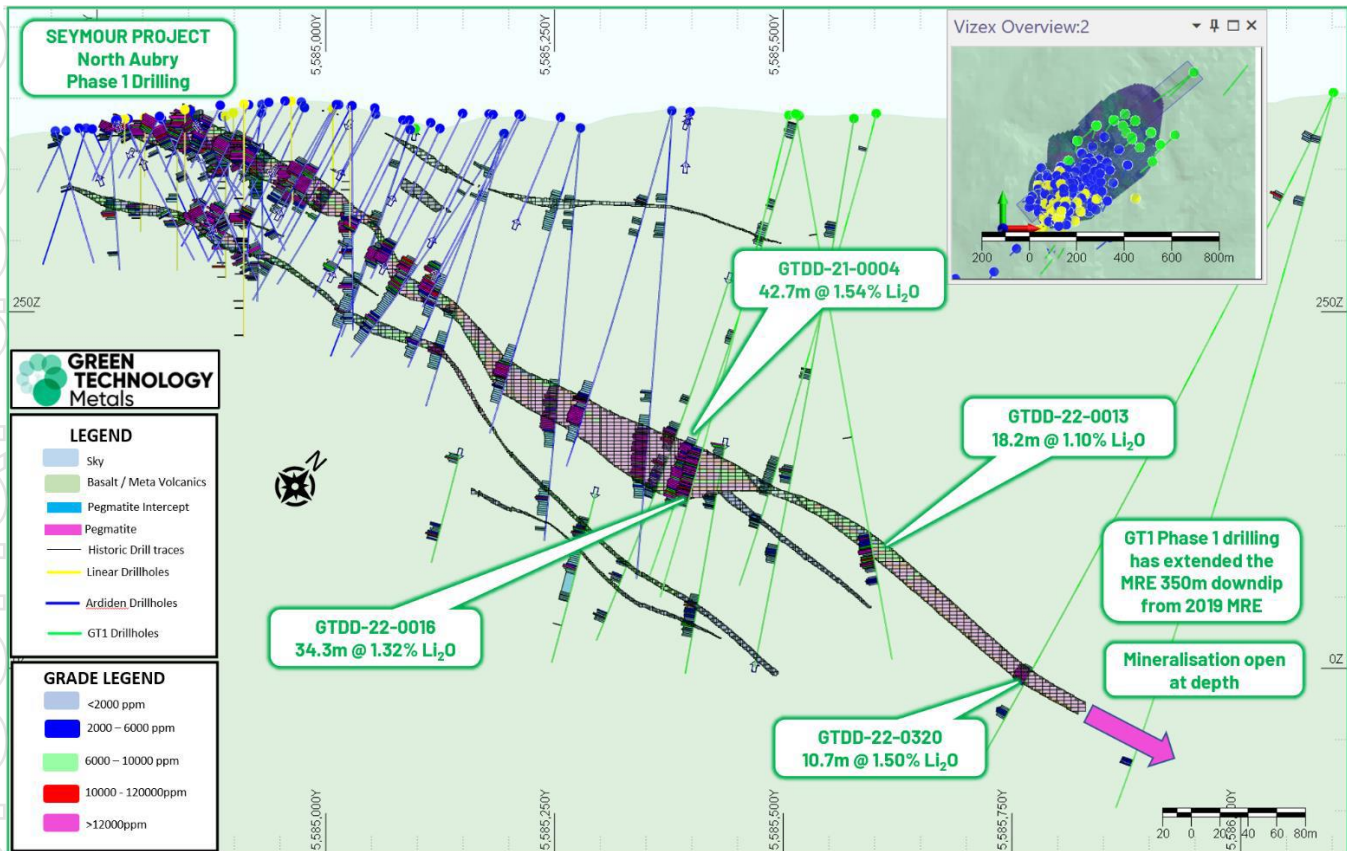 SEYMOUR PROJECT
North Aubry
Phase 1 Drilling
5,585,000Y
5,585,250Y
5,585,500Y
Vizex Overview:2
200 0 200 400 600 800m
250Z
250Z
GTDD-21-0004
42.7m @ 1.54% Li₂O
GREEN
TECHNOLOGY
Metals
LEGEND
Sky
Basalt / Meta Volcanics
Pegmatite Intercept
Pegmatite
Historic Drill traces
Linear Drillholes
Ardiden Drillholes
GT1 Drillholes
N
GTDD-22-0013
18.2m @ 1.10% Li₂O
GT1 Phase 1 drilling
has extended the
MRE 350m downdip
from 2019 MRE
GTDD-22-0016
34.3m @ 1.32% Li₂O
Mineralisation open
at depth
0Z
0Z
GRADE LEGEND
<2000 ppm
2000 – 6000 ppm
6000 – 10000 ppm
10000 - 120000ppm
>12000ppm
GTDD-22-0320
10.7m @ 1.50% Li₂O
5,585,000Y
5,585,250Y
5,585,500Y
5,585,750Y
5,586,000Y
20 0 20 40 60 80m